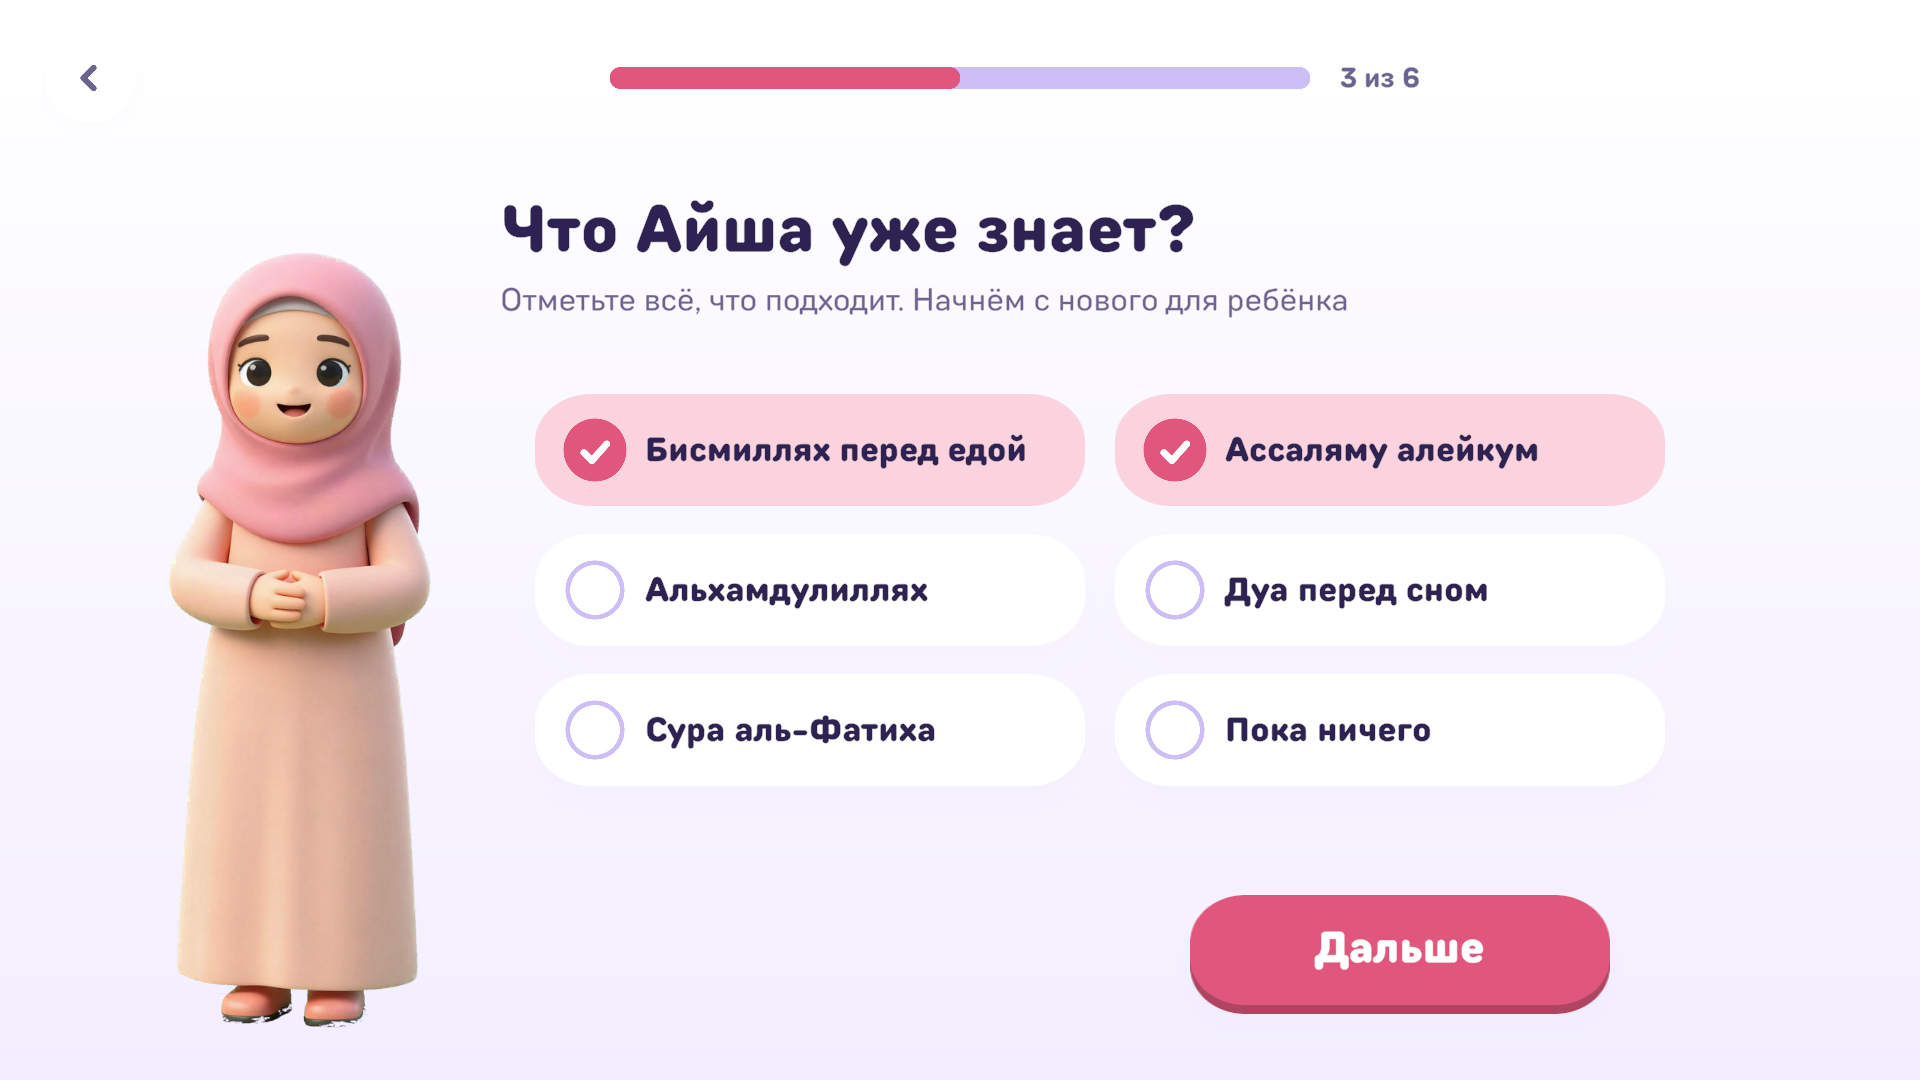 3 из 6
Что Айша уже знает?
Отметьте всё, что подходит. Начнём с нового для ребёнка
Бисмиллях перед едой
Ассаляму алейкум
Альхамдулиллях
Дуа перед сном
Сура аль-Фатиха
Пока ничего
Дальше